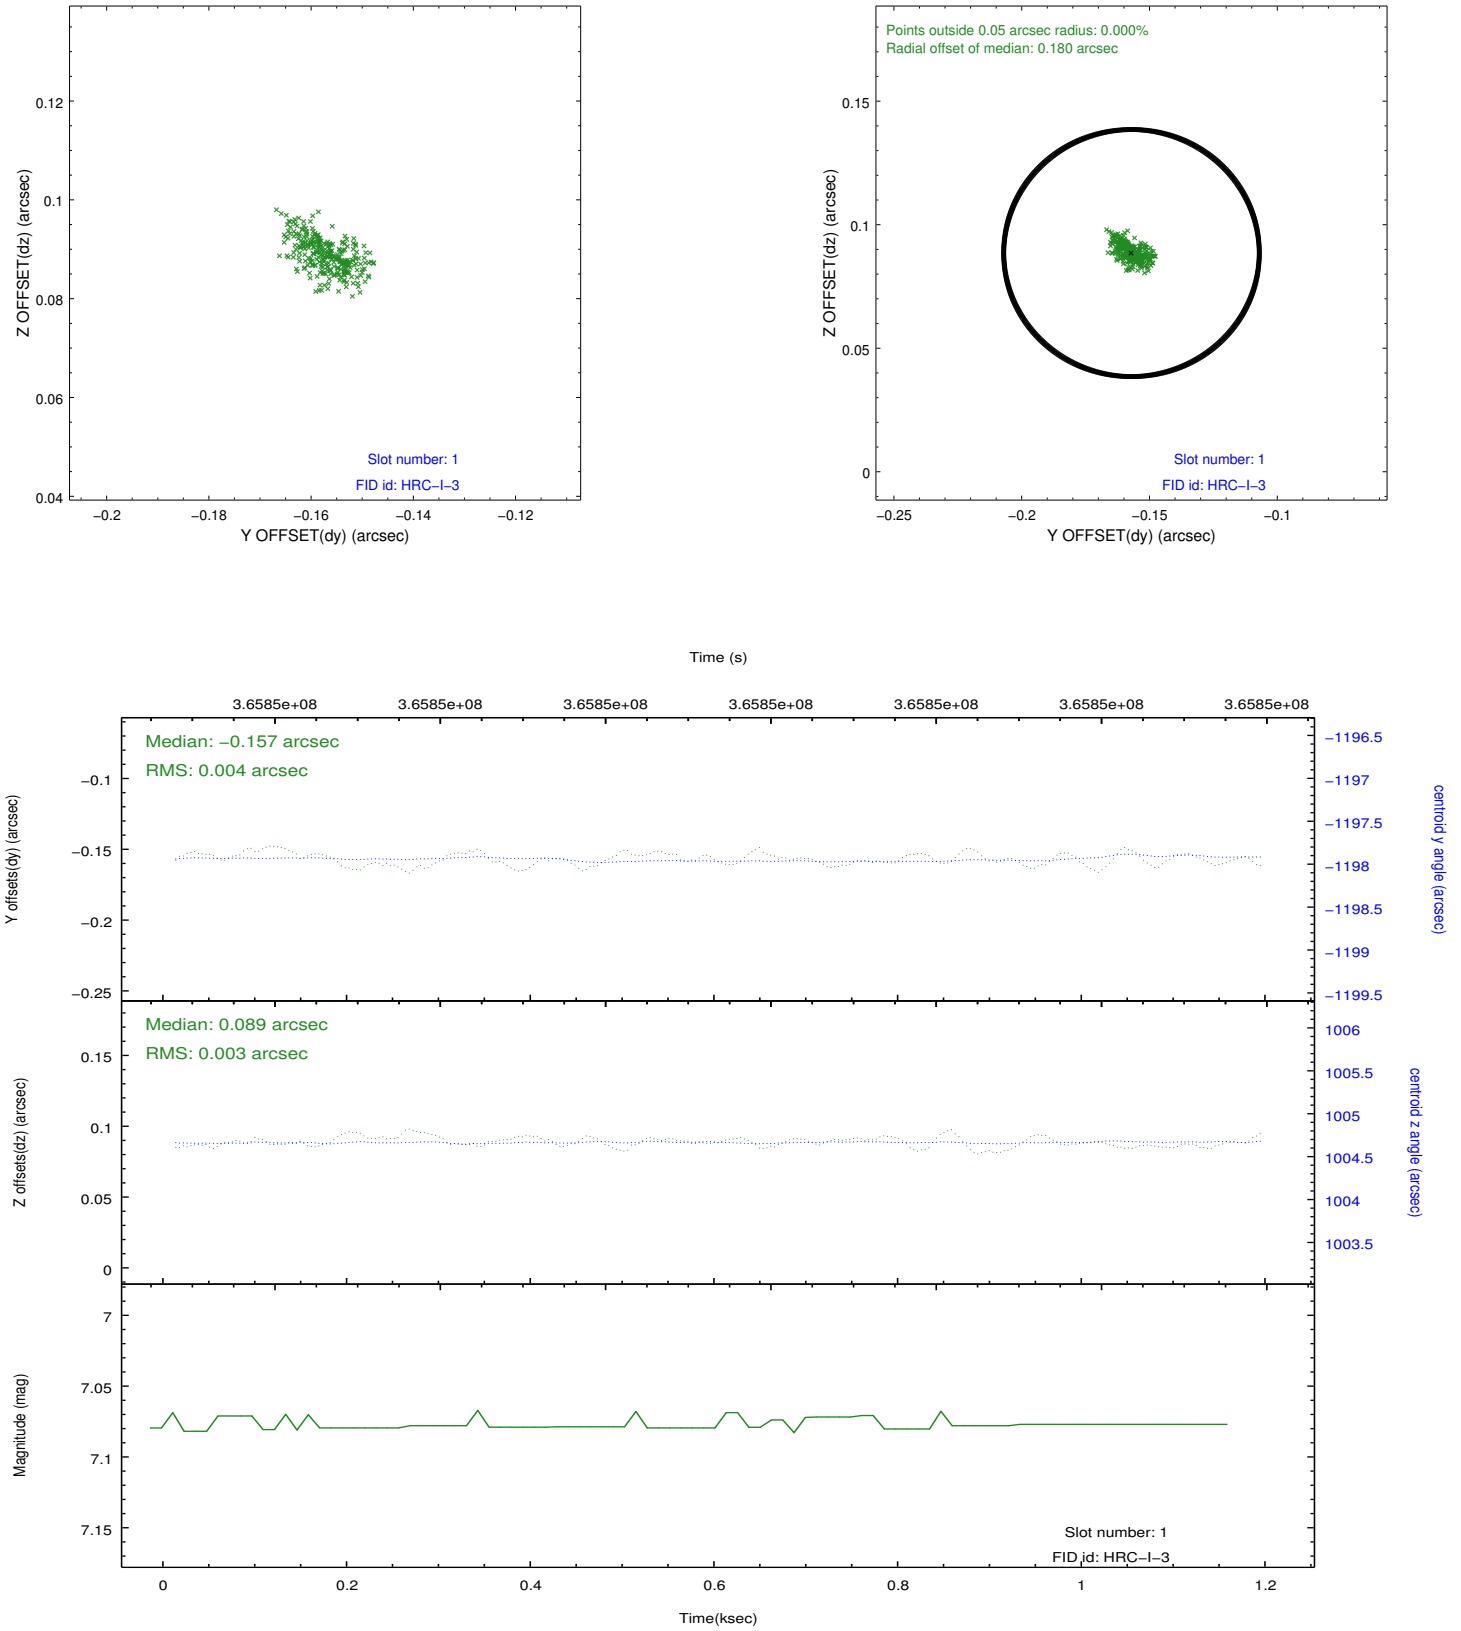 0.12
0.1
0.08
0.06
0.04
Z OFFSET(dz) (arcsec)
Slot number: 1
FID id: HRC−I−3
−0.2 −0.18 −0.16 −0.14 −0.12
Y OFFSET(dy) (arcsec)
Points outside 0.05 arcsec radius: 0.000%
Radial offset of median: 0.180 arcsec
0.15
0.1
0.05
0
Z OFFSET(dz) (arcsec)
Slot number: 1
FID id: HRC−I−3
−0.25 −0.2 −0.15 −0.1
Y OFFSET(dy) (arcsec)
Time (s)
3.6585e+08 3.6585e+08 3.6585e+08 3.6585e+08 3.6585e+08 3.6585e+08 3.6585e+08
Median: −0.157 arcsec
RMS: 0.004 arcsec
−0.1
−0.15
−0.2
−0.25
Y offsets(dy) (arcsec)
−1196.5
−1197
−1197.5
−1198
−1198.5
−1199
−1199.5
centroid y angle (arcsec)
Median: 0.089 arcsec
RMS: 0.003 arcsec
0.15
0.1
0.05
0
Z offsets(dz) (arcsec)
1006
1005.5
1005
1004.5
1004
1003.5
centroid z angle (arcsec)
7
7.05
7.1
7.15
Magnitude (mag)
Slot number: 1
FID id: HRC−I−3
0 0.2 0.4 0.6 0.8 1 1.2
Time(ksec)